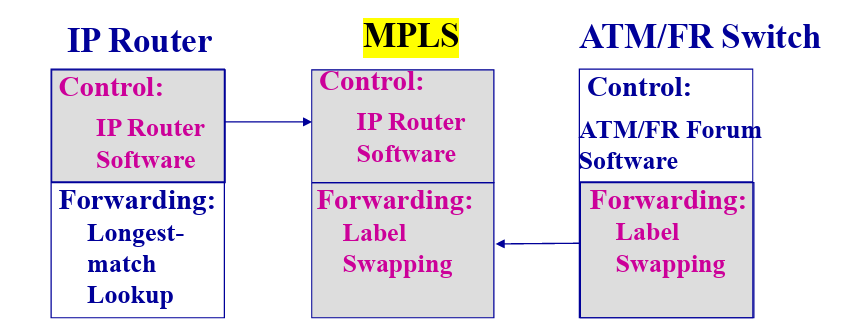 IP Router
Control:
IP Router
Software
Forwarding:
Longest-
match
Lookup
MPLS
Control:
IP Router
Software
Forwarding:
Label
Swapping
ATM/FR Switch
Control:
ATM/FR Forum
Software
Forwarding:
Label
Swapping